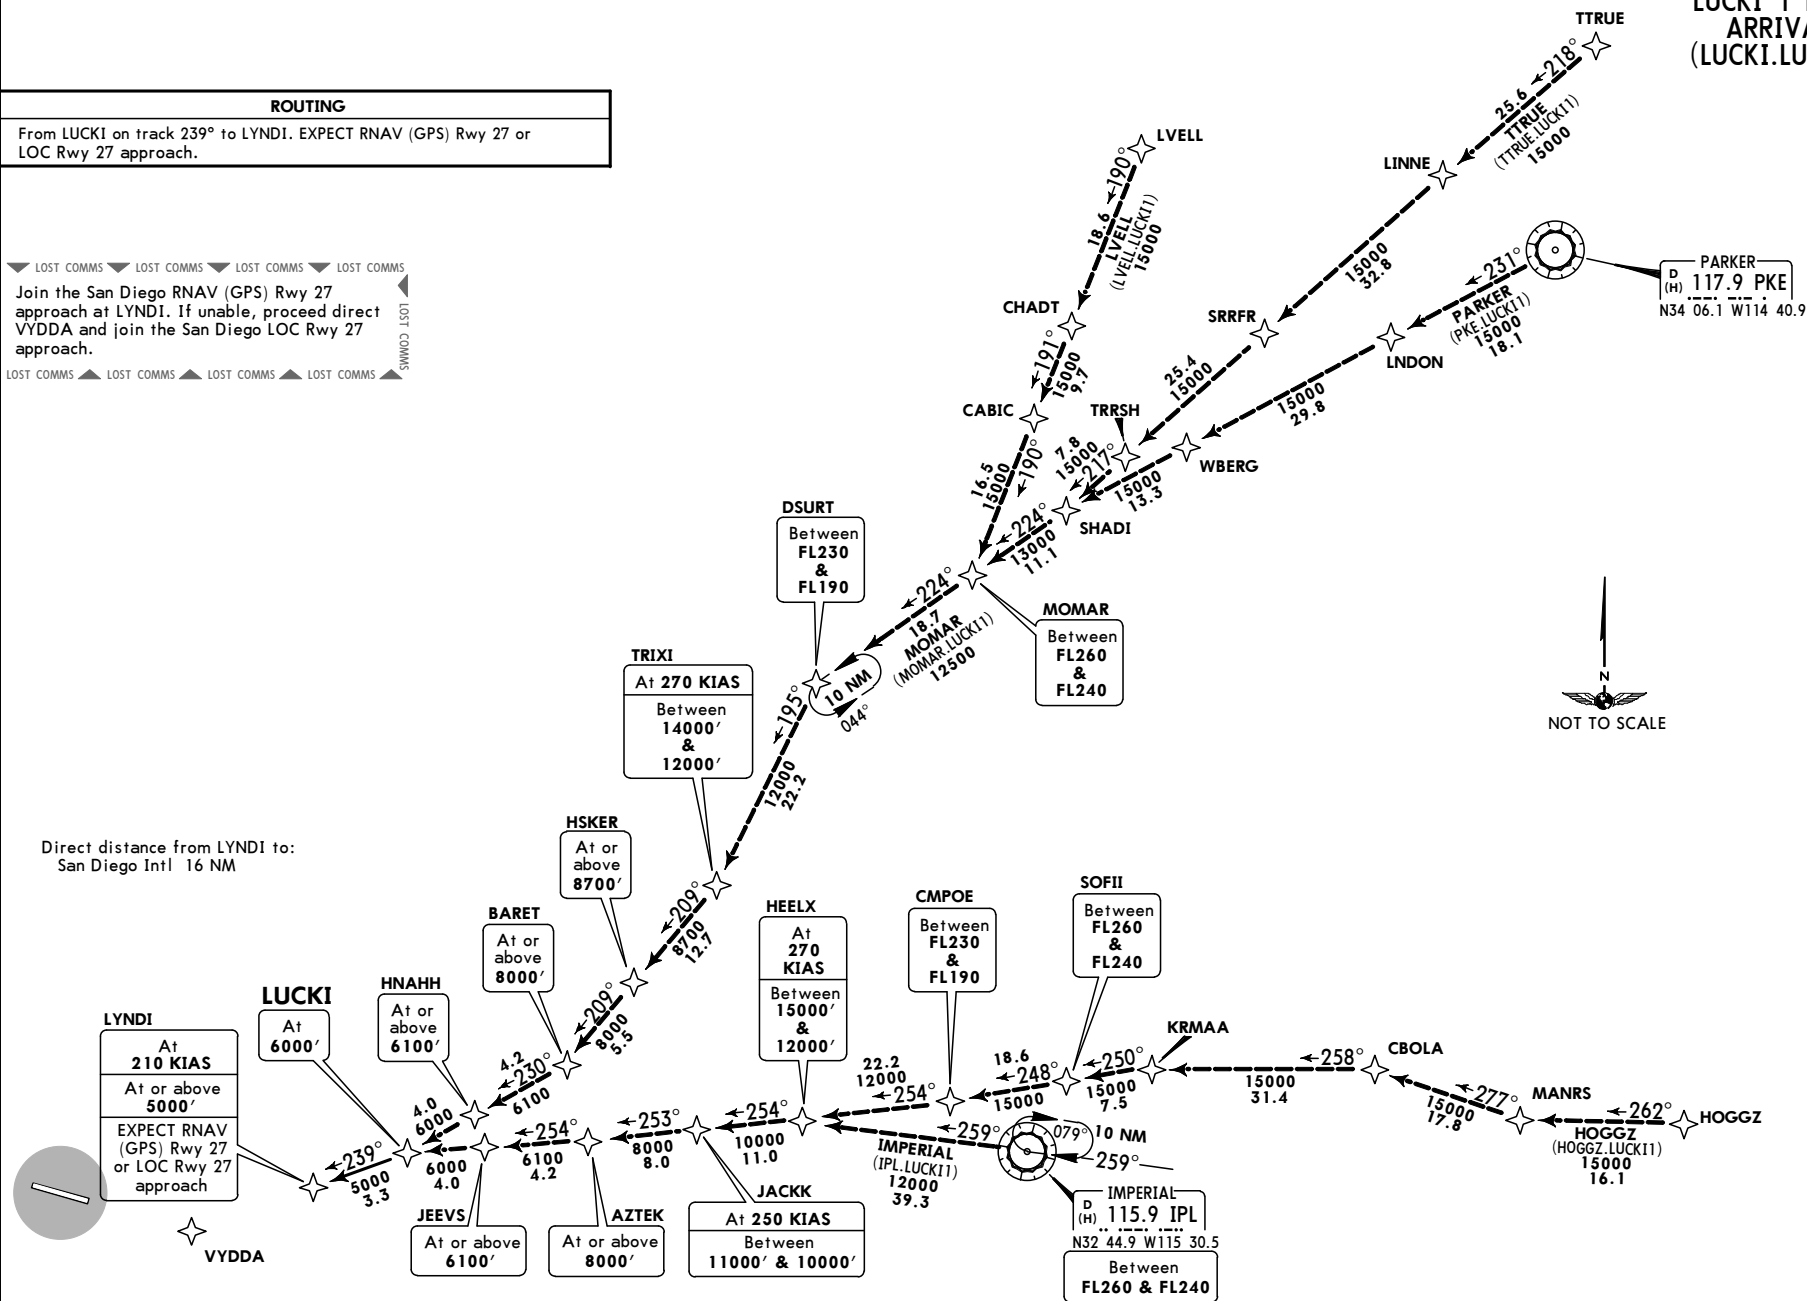 LUCKI 1
ARRIVA
(LUCKI.LU
ROUTING
From LUCKI on track 239° to LYNDI. EXPECT RNAV (GPS) Rwy 27 or
LOC Rwy 27 approach.
LOST COMMS LOST COMMS LOST COMMS LOST COMMS
LOST COMMS
Join the San Diego RNAV (GPS) Rwy 27
approach at LYNDI. If unable, proceed direct
VYDDA and join the San Diego LOC Rwy 27
approach.
LOST COMMS LOST COMMS LOST COMMS LOST COMMS
TTRUE
218°
25.6
TTRUE
(TTRUE.LUCKI1)
15000
LINNE
15000
32.8
SRRFR
25.4
15000
TRRSH
7.8
15000
217°
LVELL
190°
18.6
LVELL
(LVELL.LUCKI1)
15000
CHADT
191°
15000
9.7
CABIC
190°
16.5
15000
PARKER
D
(H)
117.9 PKE
N34 06.1 W114 40.9
231°
PARKER
(PKE.LUCKI1)
15000
18.1
LNDON
15000
29.8
WBERG
15000
13.3
SHADI
224°
13000
11.1
MOMAR
Between
FL260
&
FL240
224°
18.7
MOMAR
(MOMAR.LUCKI1)
12500
DSURT
Between
FL230
&
FL190
10 NM
044°
195°
12000
22.2
TRIXI
At 270 KIAS
Between
14000'
&
12000'
209°
8700
12.7
HSKER
At or
above
8700'
209°
8000
5.5
BARET
At or
above
8000'
4.2
230°
6100
HNAHH
At or
above
6100'
4.0
6000
N
NOT TO SCALE
Direct distance from LYNDI to:
San Diego Intl 16 NM
LUCKI
At
6000'
239°
5000
3.3
LYNDI
At
210 KIAS
At or above
5000'
EXPECT RNAV
(GPS) Rwy 27
or LOC Rwy 27
approach
VYDDA
HEELX
At
270
KIAS
Between
15000'
&
12000'
CMPOE
Between
FL230
&
FL190
SOFII
Between
FL260
&
FL240
KRMAA
CBOLA
MANRS
HOGGZ
262°
HOGGZ
(HOGGZ.LUCKI1)
15000
16.1
277°
15000
17.8
258°
15000
31.4
250°
15000
7.5
18.6
248°
15000
22.2
12000
254°
259°
IMPERIAL
(IPL.LUCKI1)
12000
39.3
079°
10 NM
259°
IMPERIAL
D
(H)
115.9 IPL
N32 44.9 W115 30.5
Between
FL260 & FL240
254°
10000
11.0
JACKK
At 250 KIAS
Between
11000' & 10000'
253°
8000
8.0
AZTEK
At or above
8000'
254°
6100
4.2
JEEVS
At or above
6100'
6000
4.0